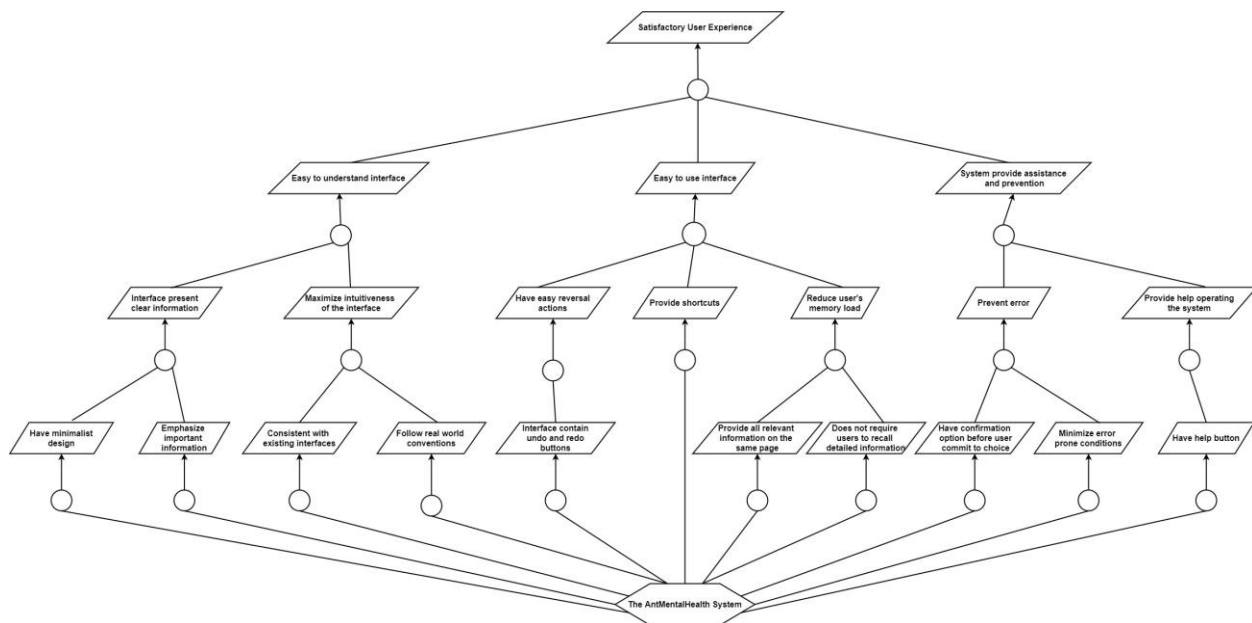 Satisfactory User Experience
Easy to understand interface
Easy to use interface
System provide assistance
and prevention
Interface present
clear information
Maximize intuitiveness
of the interface
Have easy reversal
actions
Provide shortcuts
Reduce user's
memory load
Prevent error
Provide help operating
the system
Have minimalist
design
Emphasize
important
information
Consistent with
existing interfaces
Follow real world
conventions
Interface contain
undo and redo
buttons
Provide all relevant
information on the
same page
Does not require
users to recall
detailed information
Have confirmation
option before user
commit to choice
Minimize error
prone conditions
Have help button
The AntMentalHealth System